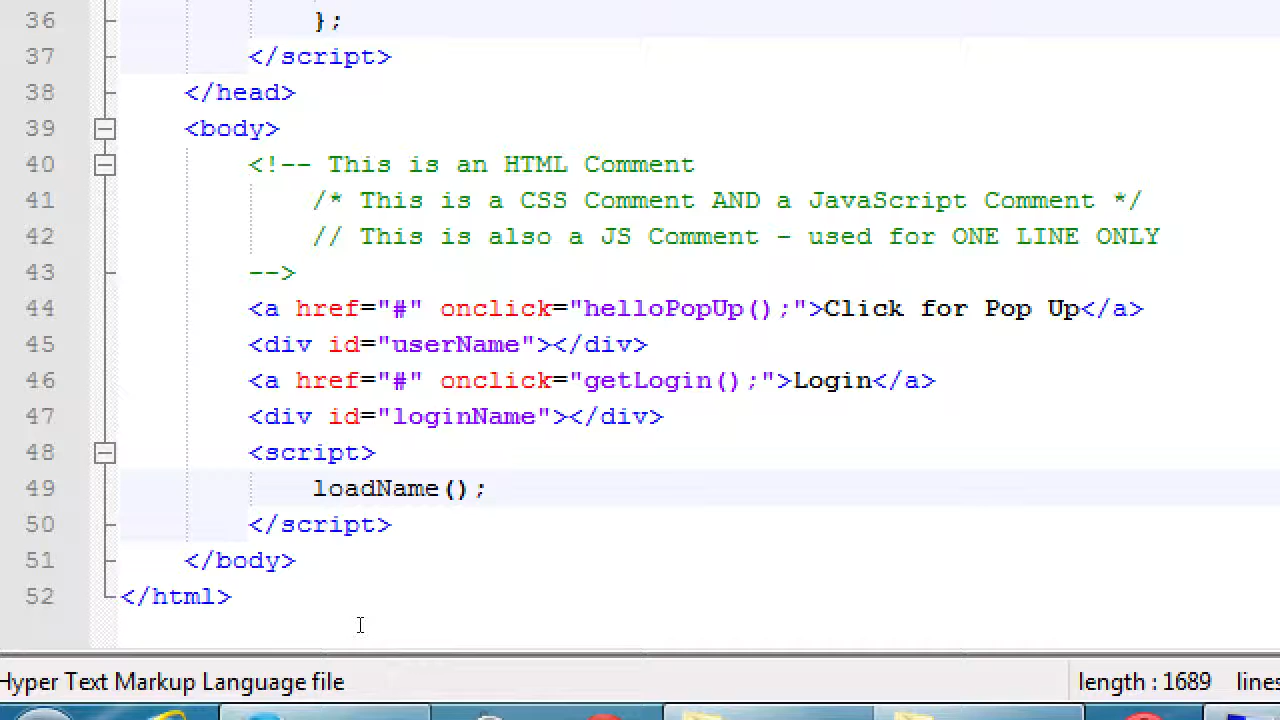 36 };
37 </script>
38 </head>
39 <body>
40 <!-- This is an HTML Comment
41 /* This is a CSS Comment AND a JavaScript Comment */
42 // This is also a JS Comment - used for ONE LINE ONLY
43 -->
44 <a href="#" onclick="helloPopUp();">Click for Pop Up</a>
45 <div id="userName"></div>
46 <a href="#" onclick="getLogin();">Login</a>
47 <div id="loginName"></div>
48 <script>
49 loadName();
50 </script>
51 </body>
52 </html>
Hyper Text Markup Language file length : 1689 lines